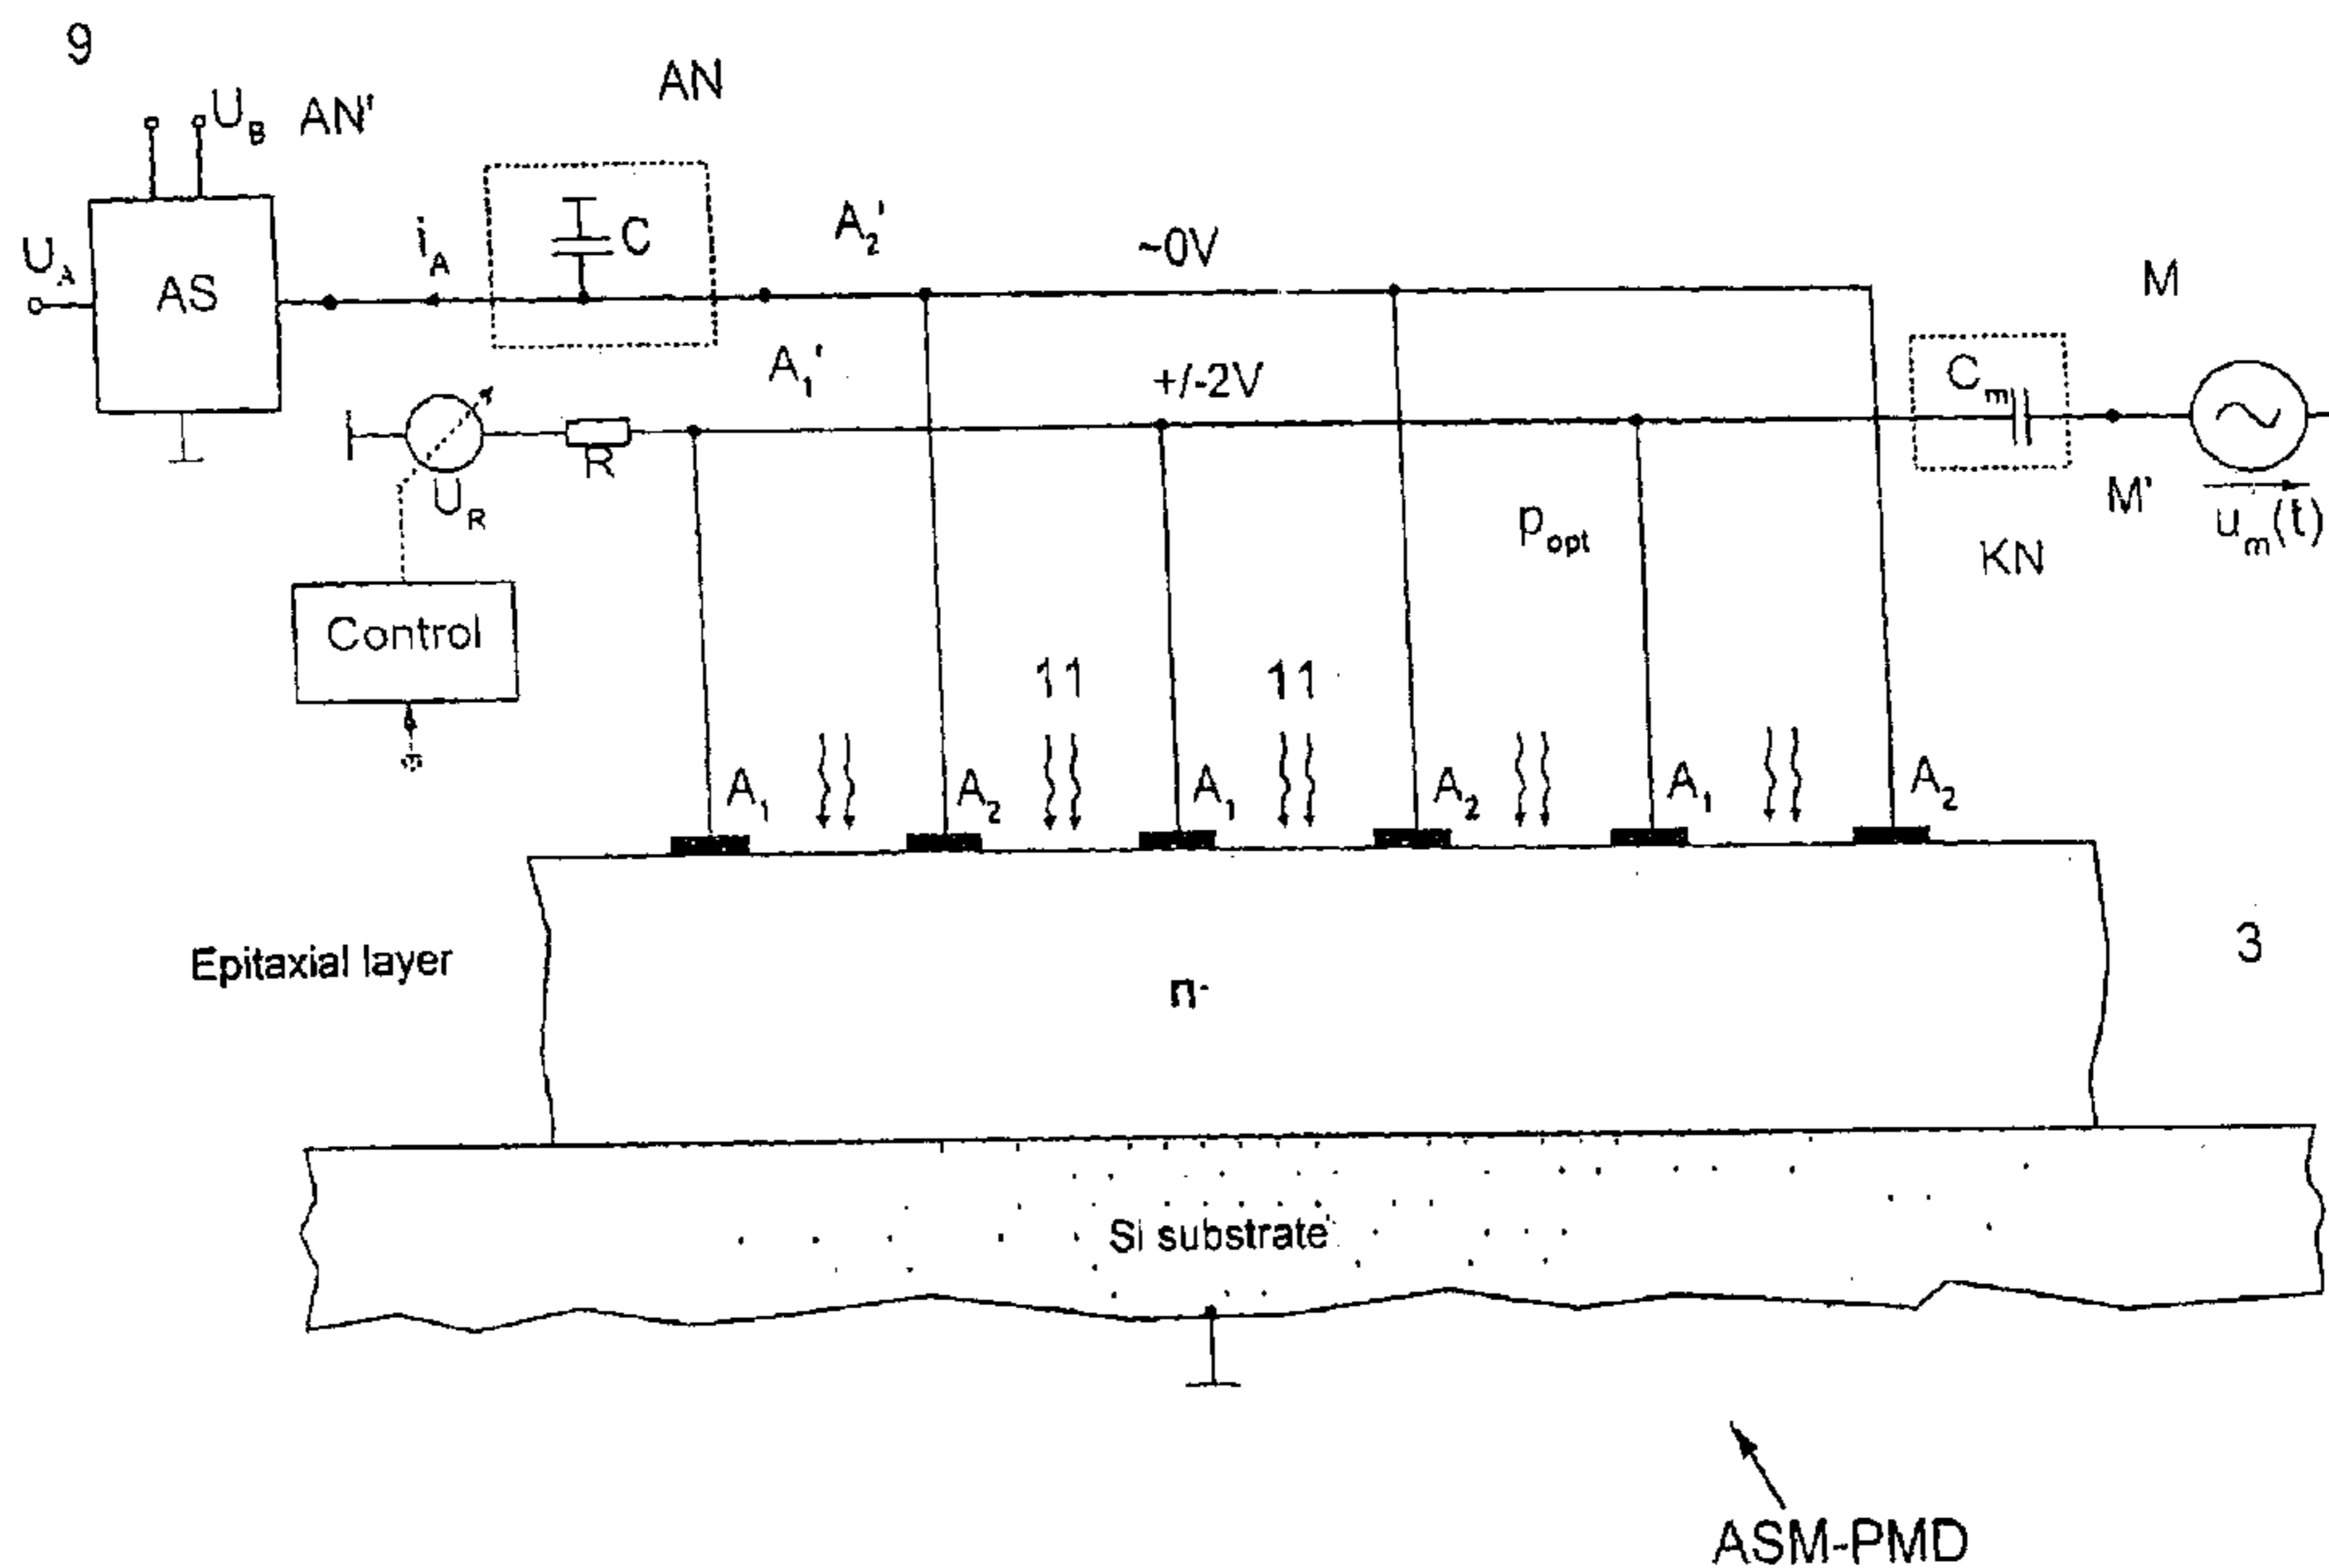 9
AN
U_B AN'
U_A
AS
i_A
C
A_2'
~0V
M
A_1'
+/-2V
C_m
R
U_R
p_opt
M'
u_m(t)
KN
Control
11
11
A_1
A_2
A_1
A_2
A_1
A_2
Epitaxial layer
n-
3
Si substrate
ASM-PMD